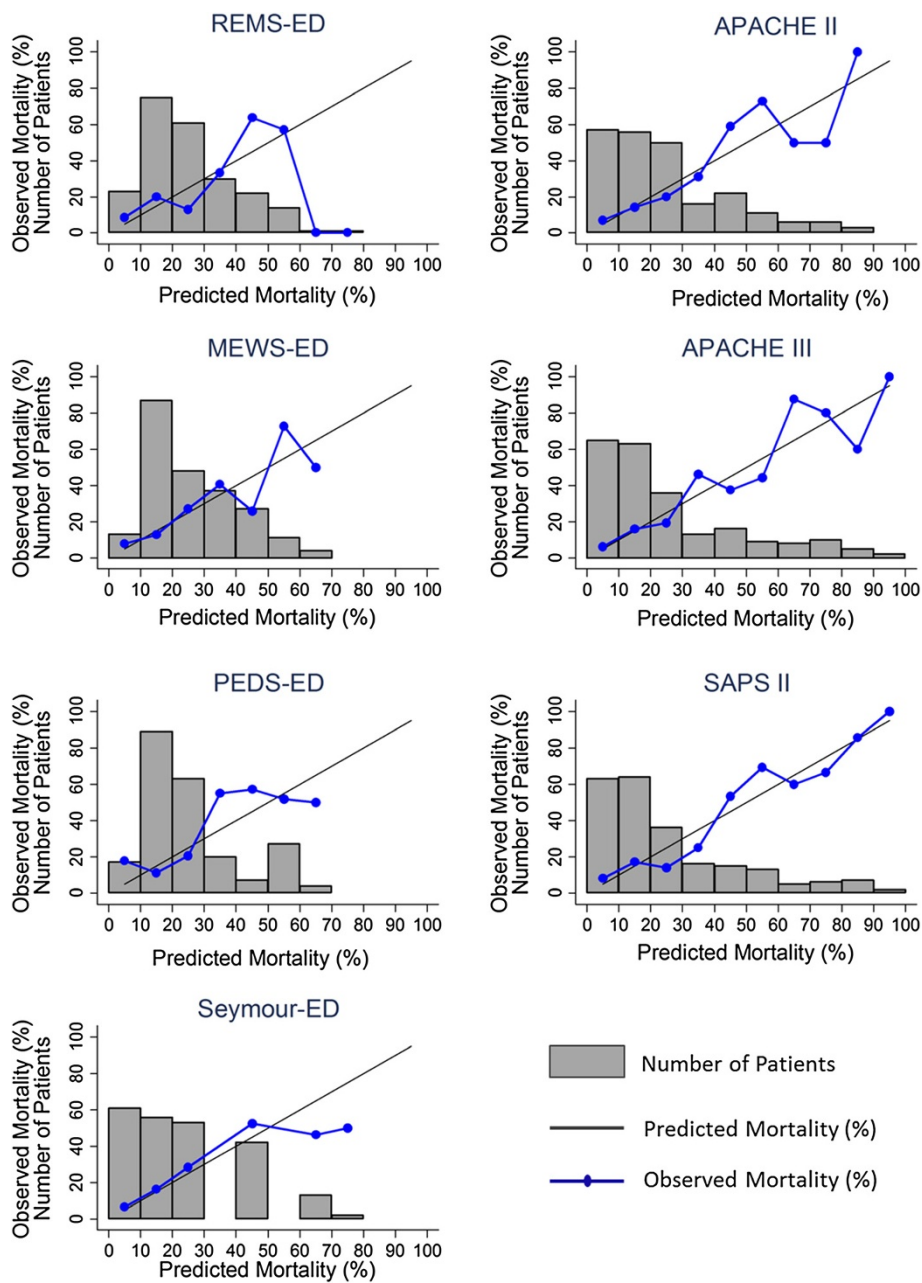 REMS-ED
Observed Mortality (%)
Number of Patients
0 20 40 60 80 100
0 10 20 30 40 50 60 70 80 90 100
Predicted Mortality (%)
APACHE II
Observed Mortality (%)
Number of Patients
0 20 40 60 80 100
0 10 20 30 40 50 60 70 80 90 100
Predicted Mortality (%)
MEWS-ED
Observed Mortality (%)
Number of Patients
0 20 40 60 80 100
0 10 20 30 40 50 60 70 80 90 100
Predicted Mortality (%)
APACHE III
Observed Mortality (%)
Number of Patients
0 20 40 60 80 100
0 10 20 30 40 50 60 70 80 90 100
Predicted Mortality (%)
PEDS-ED
Observed Mortality (%)
Number of Patients
0 20 40 60 80 100
0 10 20 30 40 50 60 70 80 90 100
Predicted Mortality (%)
SAPS II
Observed Mortality (%)
Number of Patients
0 20 40 60 80 100
0 10 20 30 40 50 60 70 80 90 100
Predicted Mortality (%)
Seymour-ED
Observed Mortality (%)
Number of Patients
0 20 40 60 80 100
0 10 20 30 40 50 60 70 80 90 100
Predicted Mortality (%)
Number of Patients
Predicted Mortality (%)
Observed Mortality (%)